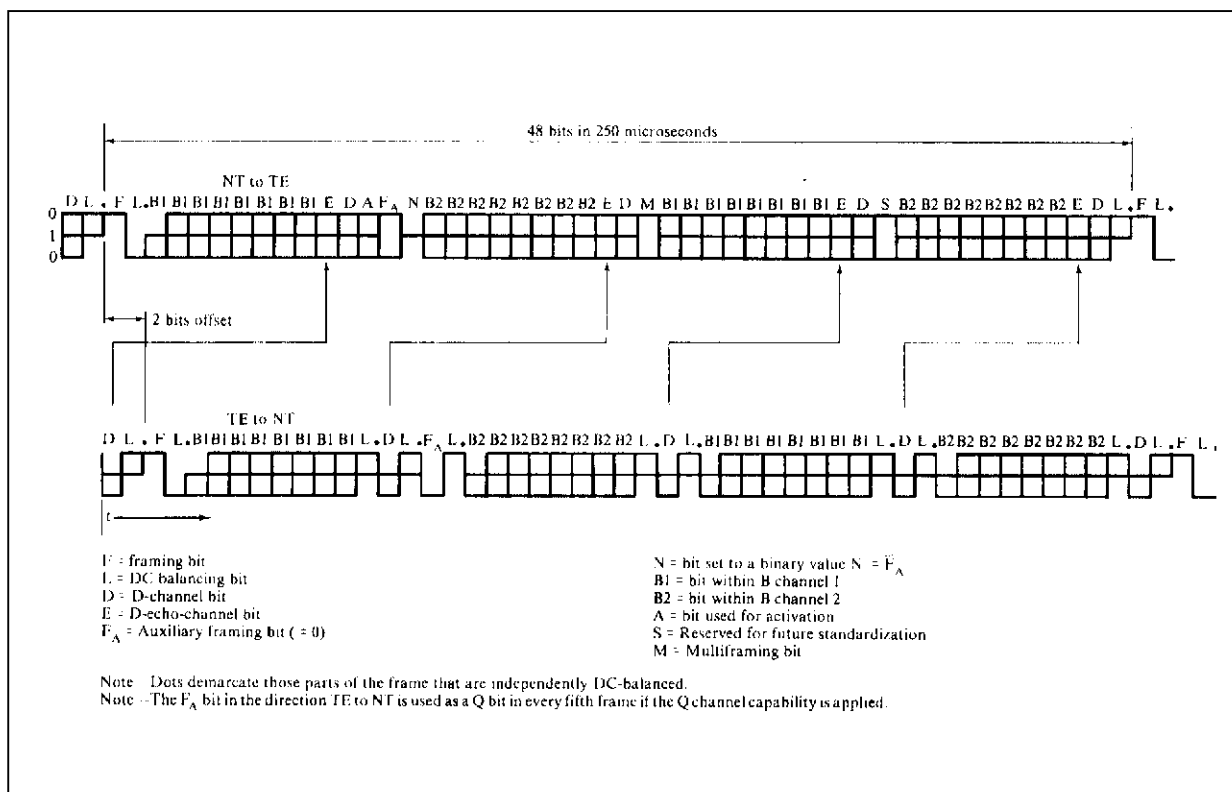 48 bits in 250 microseconds
NT to TE
D L . F L . B1 B1 B1 B1 B1 B1 B1 B1 E D A F_A N B2 B2 B2 B2 B2 B2 B2 B2 E D M B1 B1 B1 B1 B1 B1 B1 B1 E D S B2 B2 B2 B2 B2 B2 B2 B2 E D L . F L .
0
1
0
2 bits offset
TE to NT
D L . F L . B1 B1 B1 B1 B1 B1 B1 B1 L . D L . F_A L . B2 B2 B2 B2 B2 B2 B2 B2 L . D L . B1 B1 B1 B1 B1 B1 B1 B1 L . D L . B2 B2 B2 B2 B2 B2 B2 B2 L . D L . F L .
t
F = framing bit
L = DC balancing bit
D = D-channel bit
E = D-echo-channel bit
F_A = Auxiliary framing bit ( = 0)
N = bit set to a binary value N = F̄_A
B1 = bit within B channel 1
B2 = bit within B channel 2
A = bit used for activation
S = Reserved for future standardization
M = Multiframing bit
Note Dots demarcate those parts of the frame that are independently DC-balanced.
Note -- The F_A bit in the direction TE to NT is used as a Q bit in every fifth frame if the Q channel capability is applied.